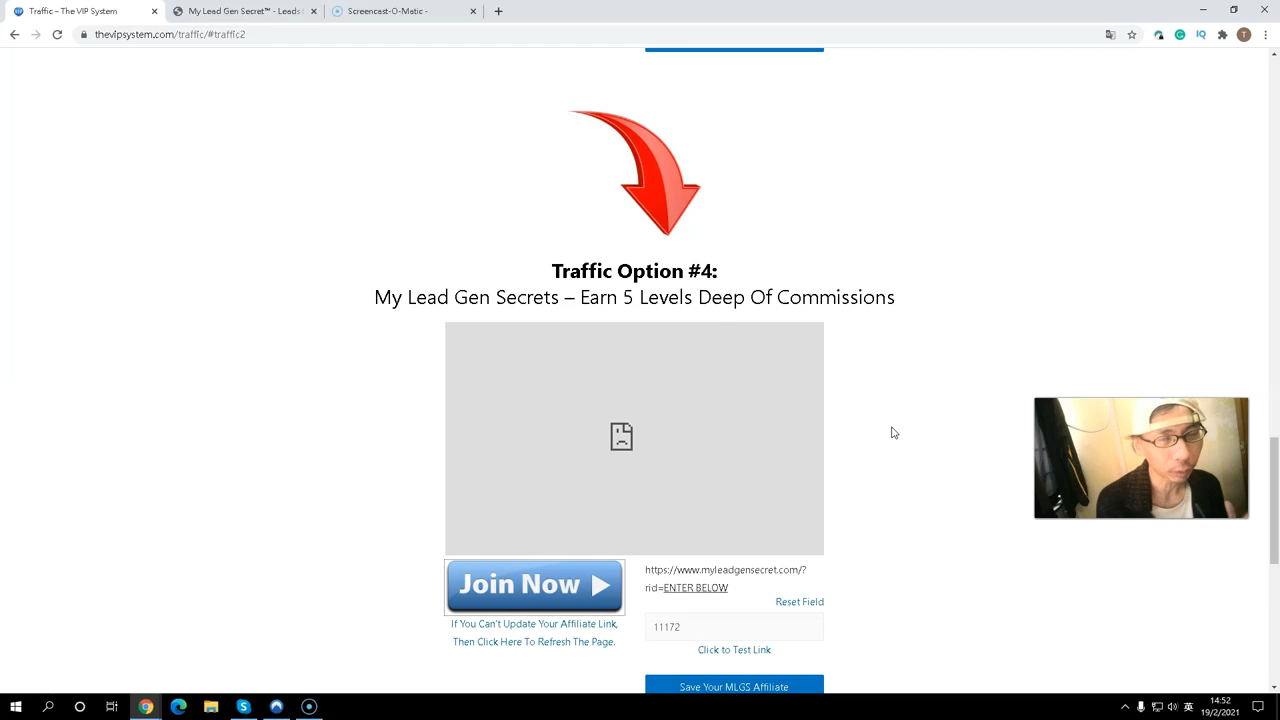 Traffic – The VIP System
My Lead Gen Secret™ - Leads
Screencast-O-Matic -
thevipsystem.com/traffic/#traffic2
T
Traffic Option #4:
My Lead Gen Secrets – Earn 5 Levels Deep Of Commissions
Join Now
If You Can't Update Your Affiliate Link,
Then Click Here To Refresh The Page.
https://www.myleadgensecret.com/?
rid=ENTER BELOW
Reset Field
11172
Click to Test Link
Save Your MLGS Affiliate
英
14:52
19/2/2021